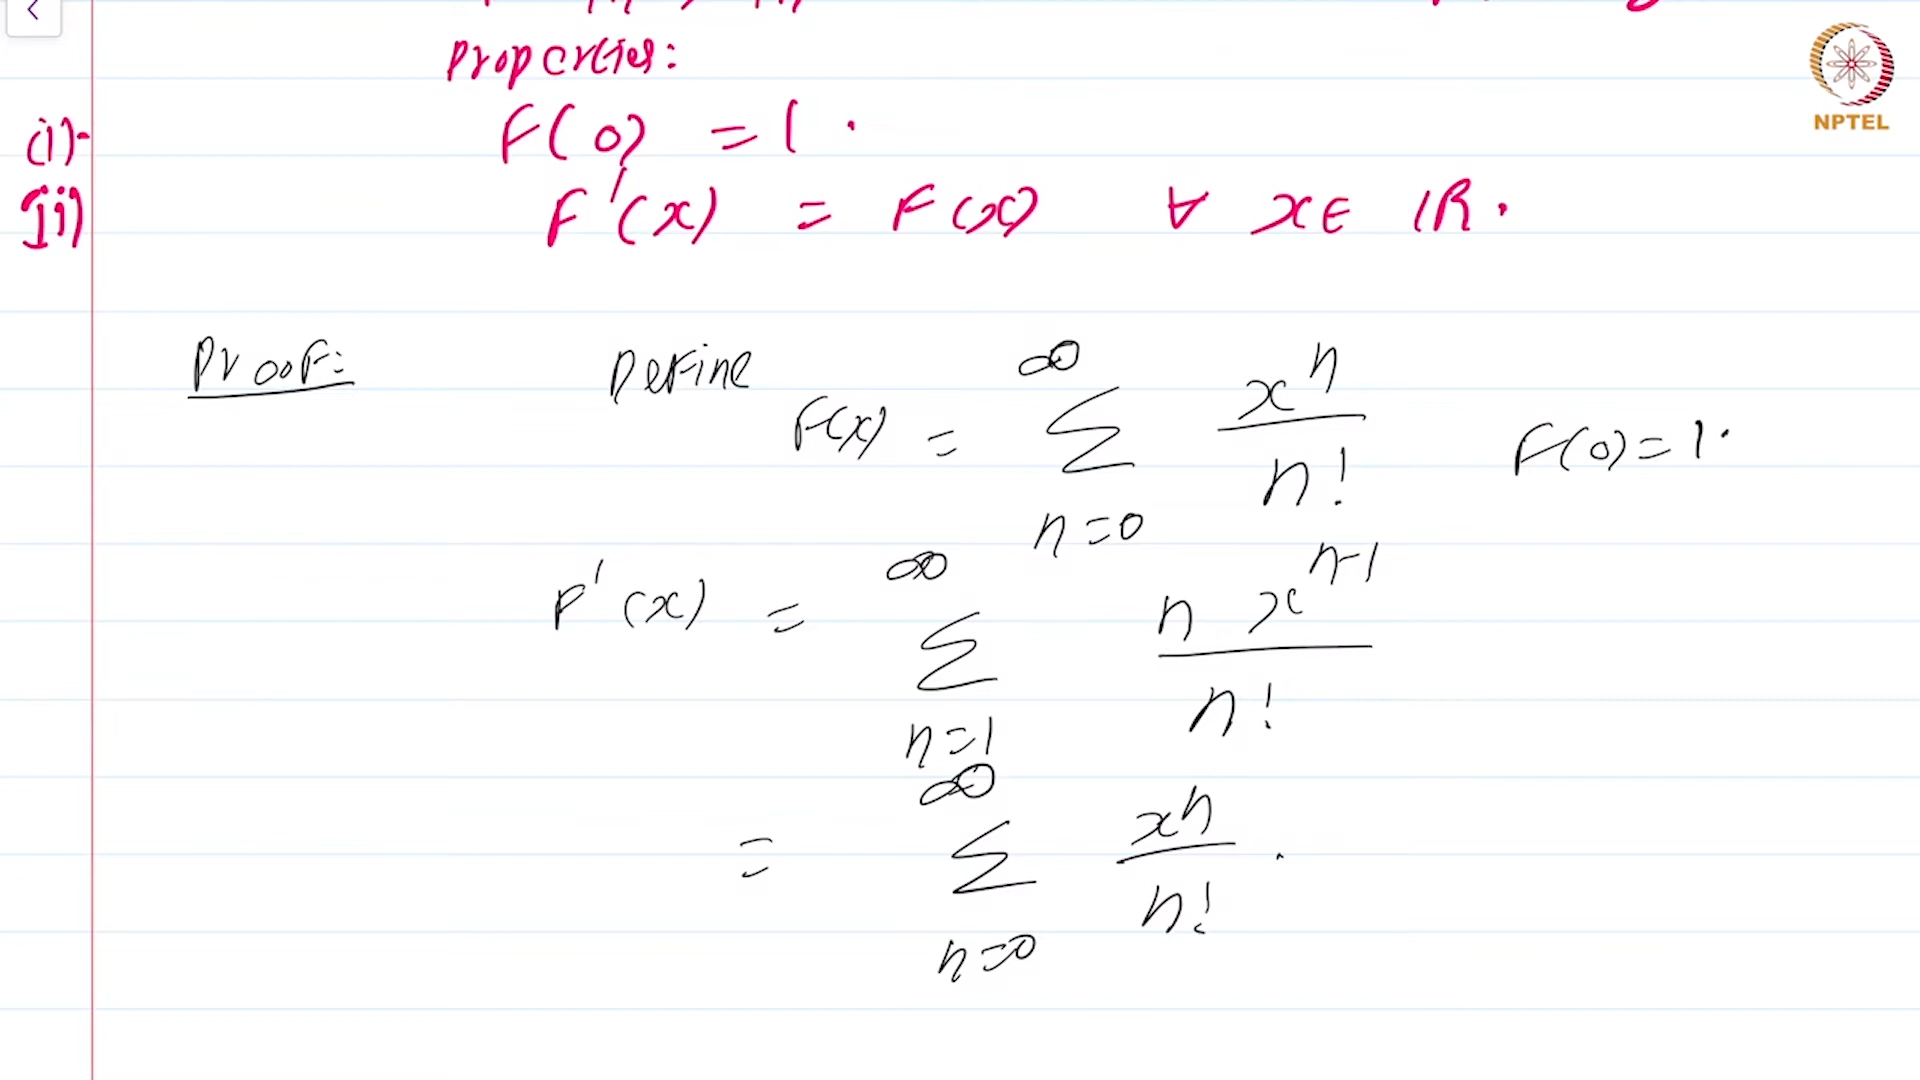 Properties:
NPTEL
(i) F(0) = 1.
(ii) F'(x) = F(x) ∀ x ∈ ℝ.
Proof: Define
F(x) = ∑_{n=0}^{∞} x^n / n! F(0) = 1.
F'(x) = ∑_{n=1}^{∞} n x^{n-1} / n!
= ∑_{n=0}^{∞} x^n / n! .